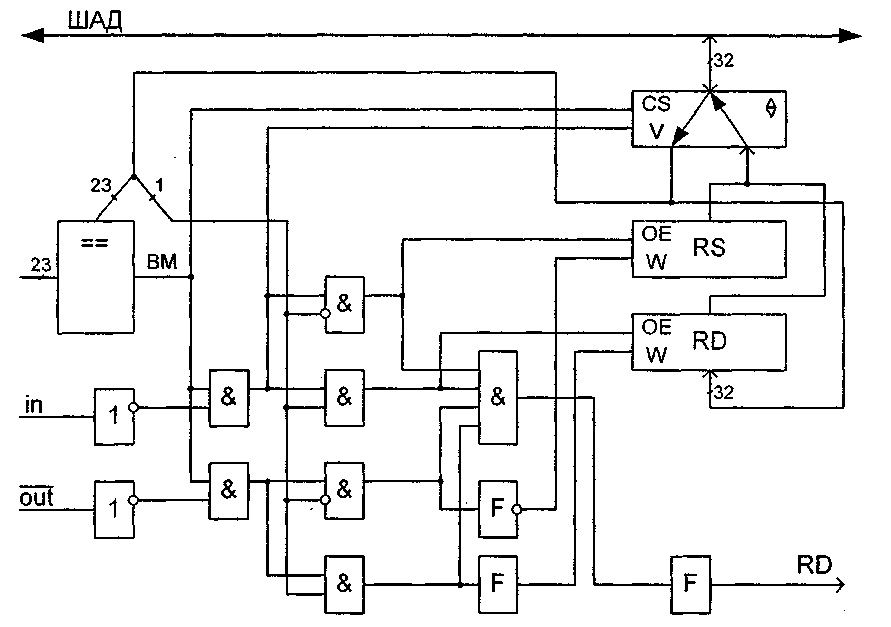 ШАД
32
CS
V
23 1
==
23
BM
OE
W
RS
&
OE
W
RD
32
in
1
&
&
&
out
1
&
&
F
&
F
F
RD